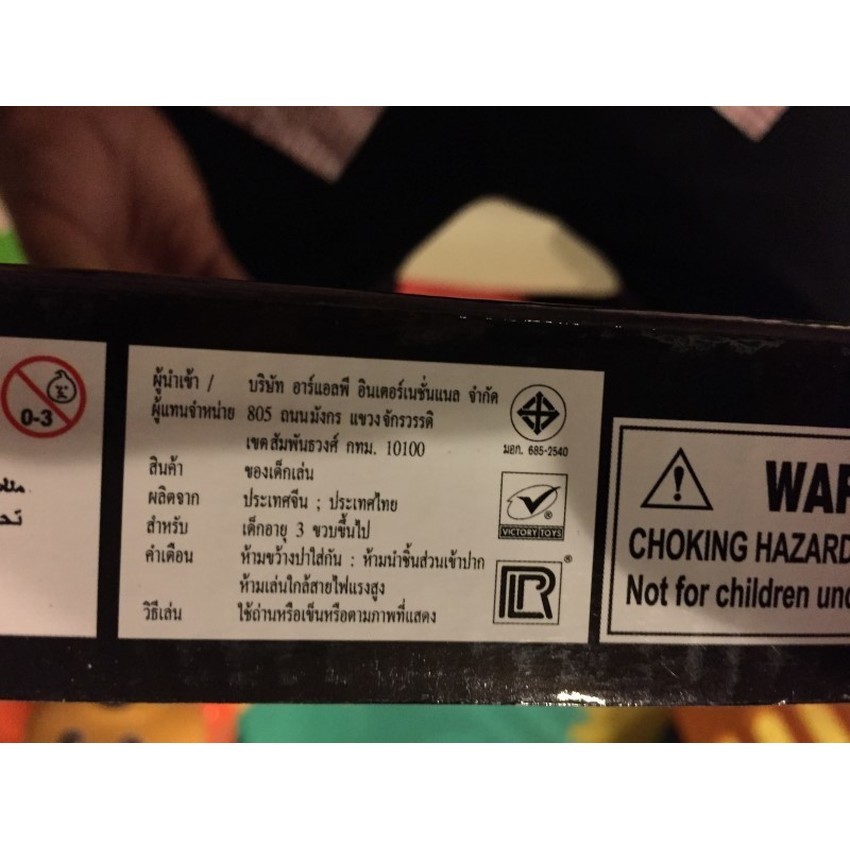 0-3
ผู้นำเข้า / บริษัท อาร์แอลพี อินเตอร์เนชั่นแนล จำกัด
ผู้แทนจำหน่าย 805 ถนนมังกร แขวงจักรวรรดิ
เขตสัมพันธวงศ์ กทม. 10100
สินค้า ของเด็กเล่น
ผลิตจาก ประเทศจีน ; ประเทศไทย
สำหรับ เด็กอายุ 3 ขวบขึ้นไป
คำเตือน ห้ามขว้างปาใส่กัน : ห้ามนำชิ้นส่วนเข้าปาก
ห้ามเล่นใกล้สายไฟแรงสูง
วิธีเล่น ใช้ถ่านหรือเข็นหรือตามภาพที่แสดง
มอก. 685-2540
®
VICTORY TOYS
LR ®
WAR
CHOKING HAZARD
Not for children und